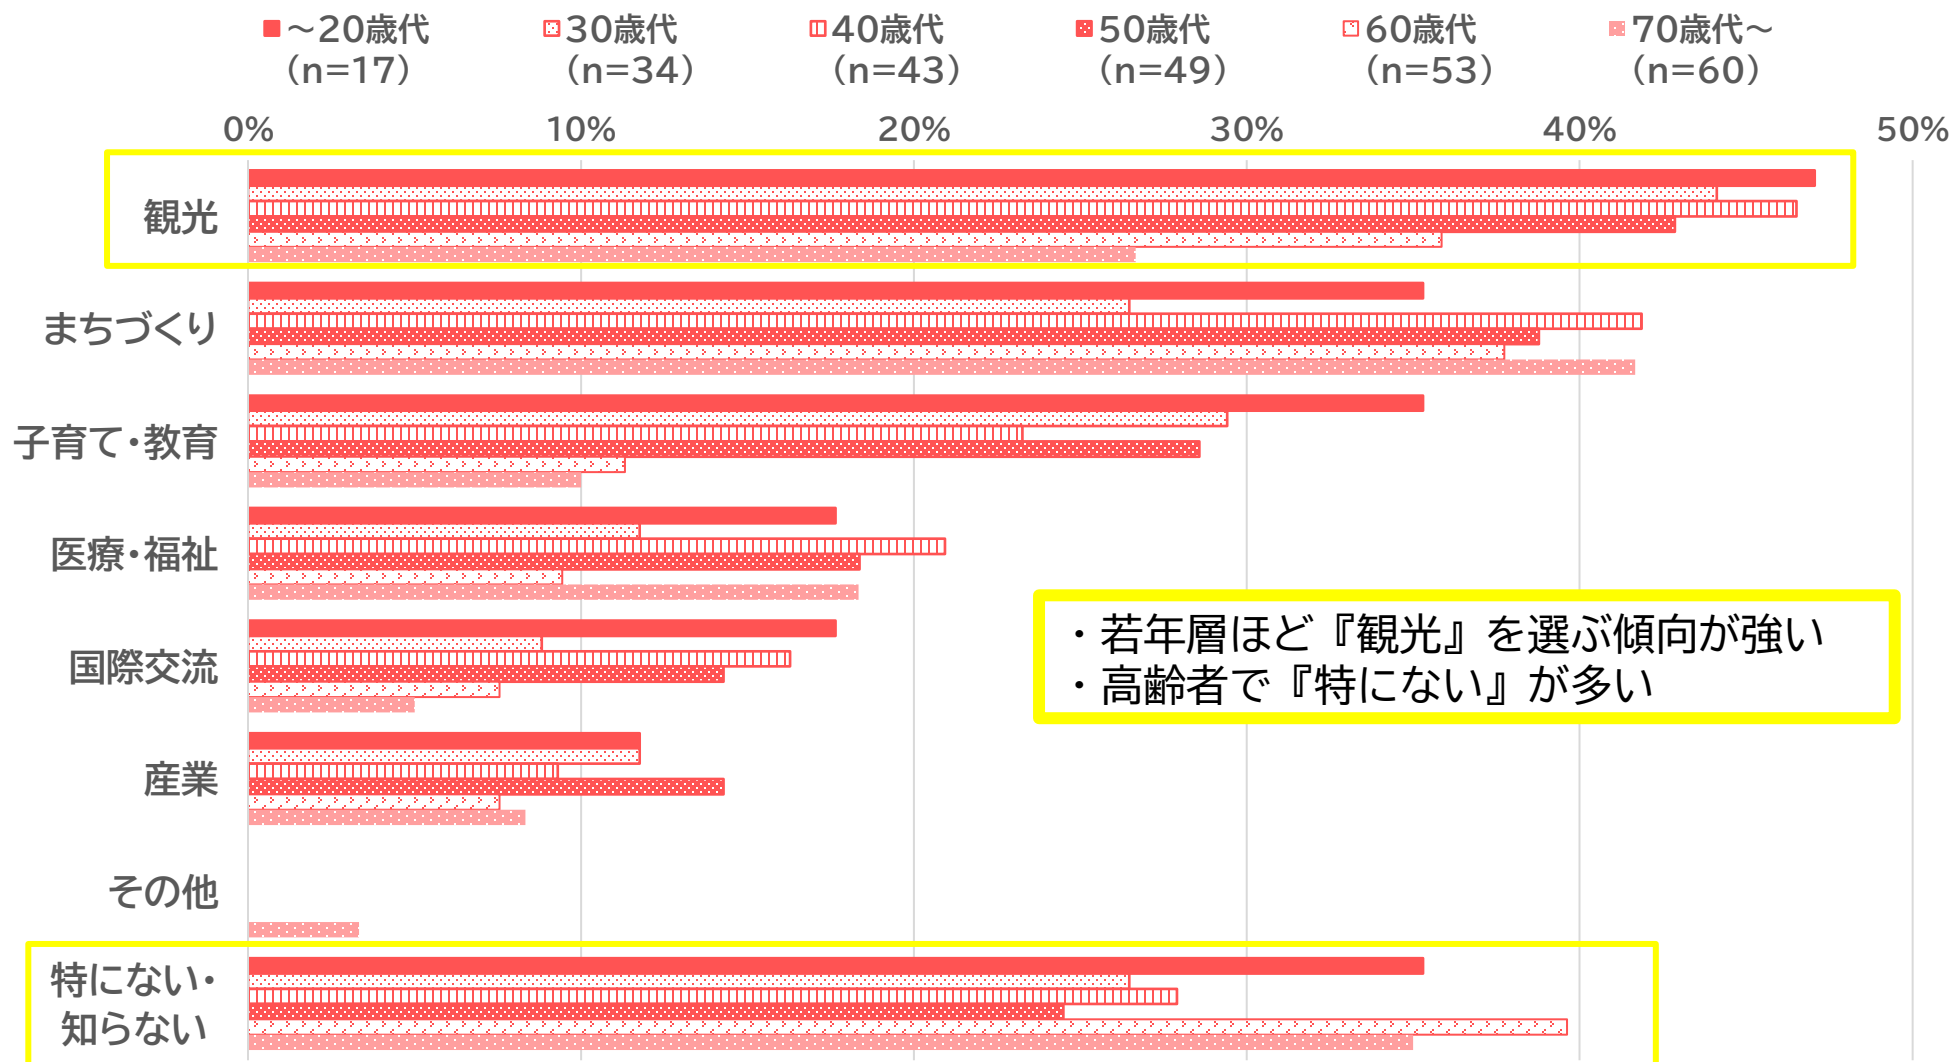 ～20歳代 30歳代 40歳代 50歳代 60歳代 70歳代～
（n=17） （n=34） （n=43） （n=49） （n=53） （n=60）
0% 10% 20% 30% 40% 50%
観光
まちづくり
子育て・教育
医療・福祉
国際交流
産業
その他
特にない・
知らない
・若年層ほど『観光』を選ぶ傾向が強い
・高齢者で『特にない』が多い